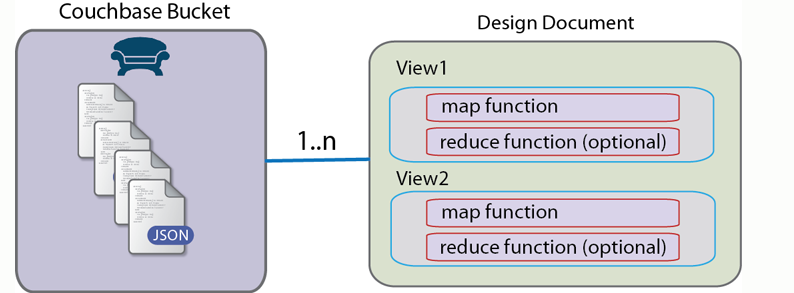 Couchbase Bucket
JSON
1..n
Design Document
View1
map function
reduce function (optional)
View2
map function
reduce function (optional)